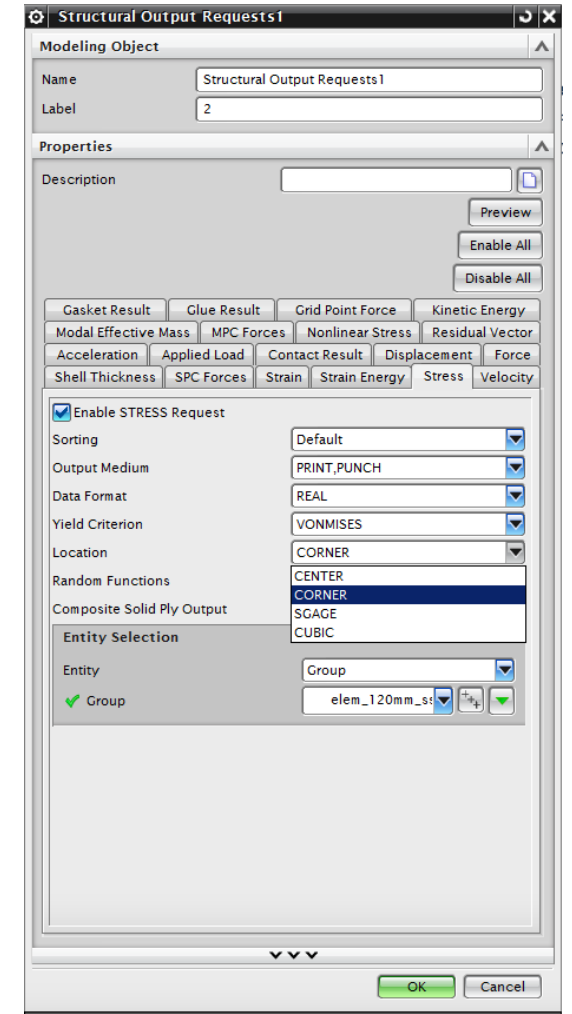 Structural Output Requests1
Modeling Object
Name Structural Output Requests1
Label 2
Properties
Description
Preview
Enable All
Disable All
Gasket Result Glue Result Grid Point Force Kinetic Energy
Modal Effective Mass MPC Forces Nonlinear Stress Residual Vector
Acceleration Applied Load Contact Result Displacement Force
Shell Thickness SPC Forces Strain Strain Energy Stress Velocity
Enable STRESS Request
Sorting Default
Output Medium PRINT,PUNCH
Data Format REAL
Yield Criterion VONMISES
Location CORNER
CENTER
Random Functions
CORNER
SGAGE
Composite Solid Ply Output
CUBIC
Entity Selection
Entity Group
Group elem_120mm_s
OK Cancel